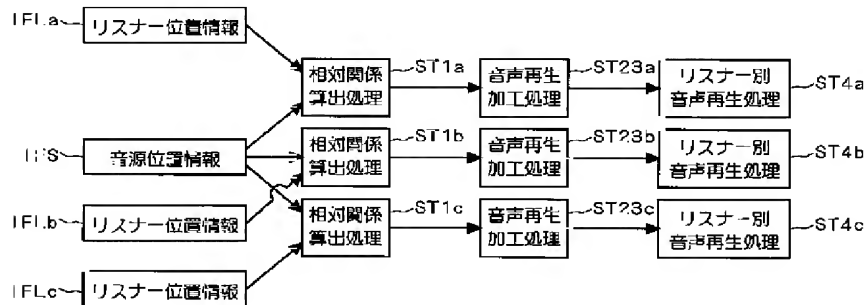 IFLa
リスナー位置情報
相対関係
算出処理
ST1a
音声再生
加工処理
ST23a
リスナー別
音声再生処理
ST4a
IFS
音源位置情報
相対関係
算出処理
ST1b
音声再生
加工処理
ST23b
リスナー別
音声再生処理
ST4b
IFLb
リスナー位置情報
相対関係
算出処理
ST1c
音声再生
加工処理
ST23c
リスナー別
音声再生処理
ST4c
IFLc
リスナー位置情報